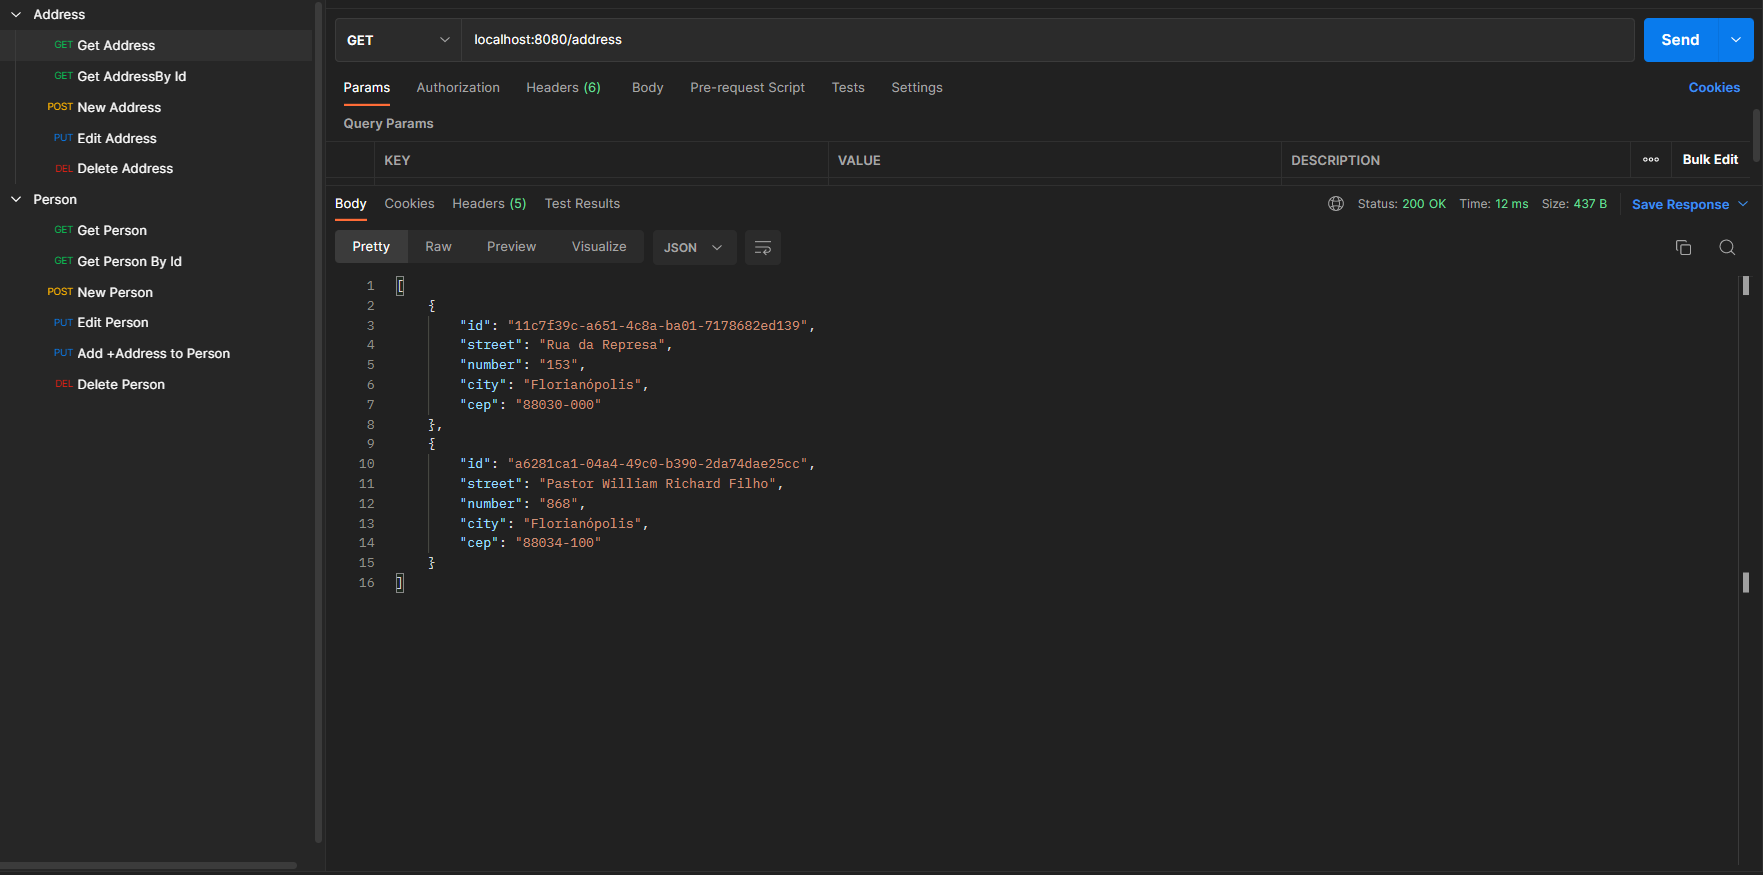 Address
GET Get Address
GET Get AddressBy Id
POST New Address
PUT Edit Address
DEL Delete Address
Person
GET Get Person
GET Get Person By Id
POST New Person
PUT Edit Person
PUT Add +Address to Person
DEL Delete Person
GET localhost:8080/address Send
Params Authorization Headers (6) Body Pre-request Script Tests Settings Cookies
Query Params
KEY VALUE DESCRIPTION ooo Bulk Edit
Body Cookies Headers (5) Test Results Status: 200 OK Time: 12 ms Size: 437 B Save Response
Pretty Raw Preview Visualize JSON
1 [
2 {
3 "id": "11c7f39c-a651-4c8a-ba01-7178682ed139",
4 "street": "Rua da Represa",
5 "number": "153",
6 "city": "Florianópolis",
7 "cep": "88030-000"
8 },
9 {
10 "id": "a6281ca1-04a4-49c0-b390-2da74dae25cc",
11 "street": "Pastor William Richard Filho",
12 "number": "868",
13 "city": "Florianópolis",
14 "cep": "88034-100"
15 }
16 ]